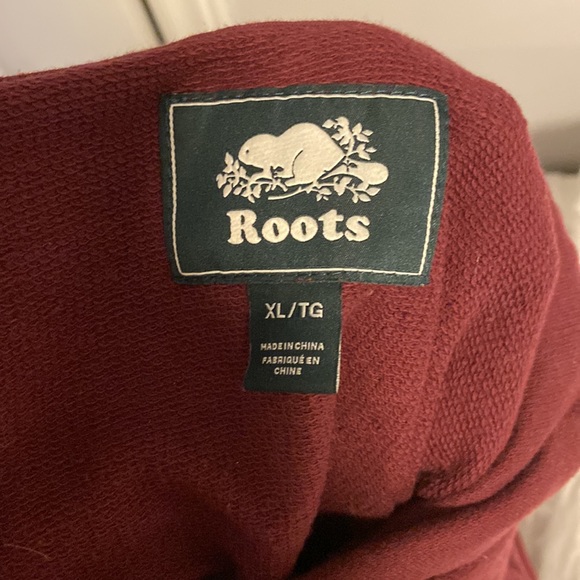 Roots
XL/TG
MADE IN CHINA
FABRIQUÉ EN
CHINE